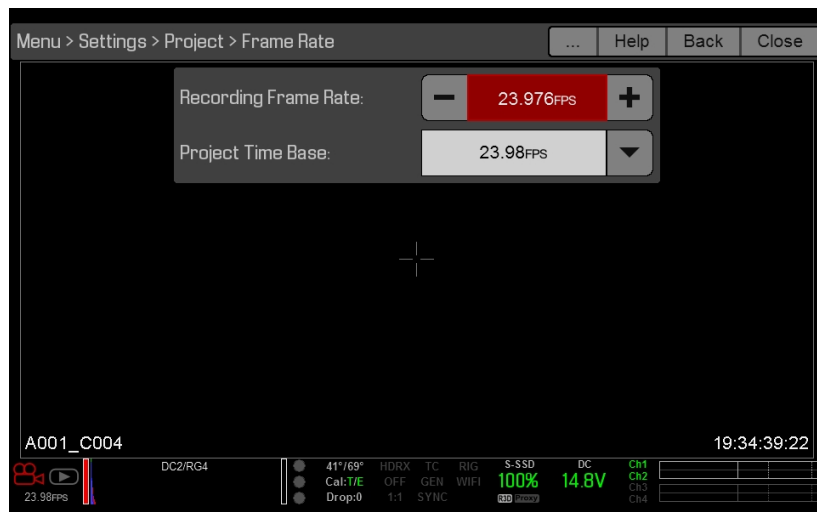 Menu > Settings > Project > Frame Rate ... Help Back Close
Recording Frame Rate: − 23.976FPS +
Project Time Base: 23.98FPS
A001_C004 19:34:39:22
DC2/RG4 41°/69° HDRX TC RIG S-SSD DC Ch1
Cal:T/E OFF GEN WIFI 100% 14.8V Ch2
Ch3
23.98FPS Drop:0 1:1 SYNC R3D Proxy Ch4